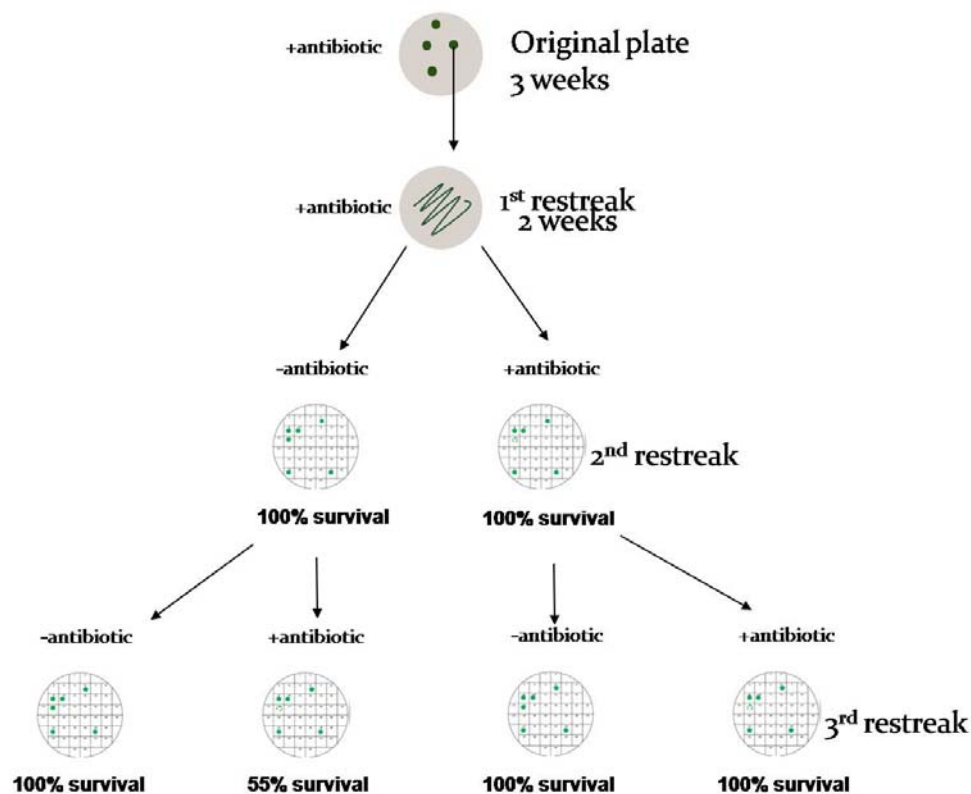 +antibiotic
Original plate
3 weeks
+antibiotic
1st restreak
2 weeks
-antibiotic
+antibiotic
2nd restreak
100% survival
100% survival
-antibiotic
+antibiotic
-antibiotic
+antibiotic
3rd restreak
100% survival
55% survival
100% survival
100% survival